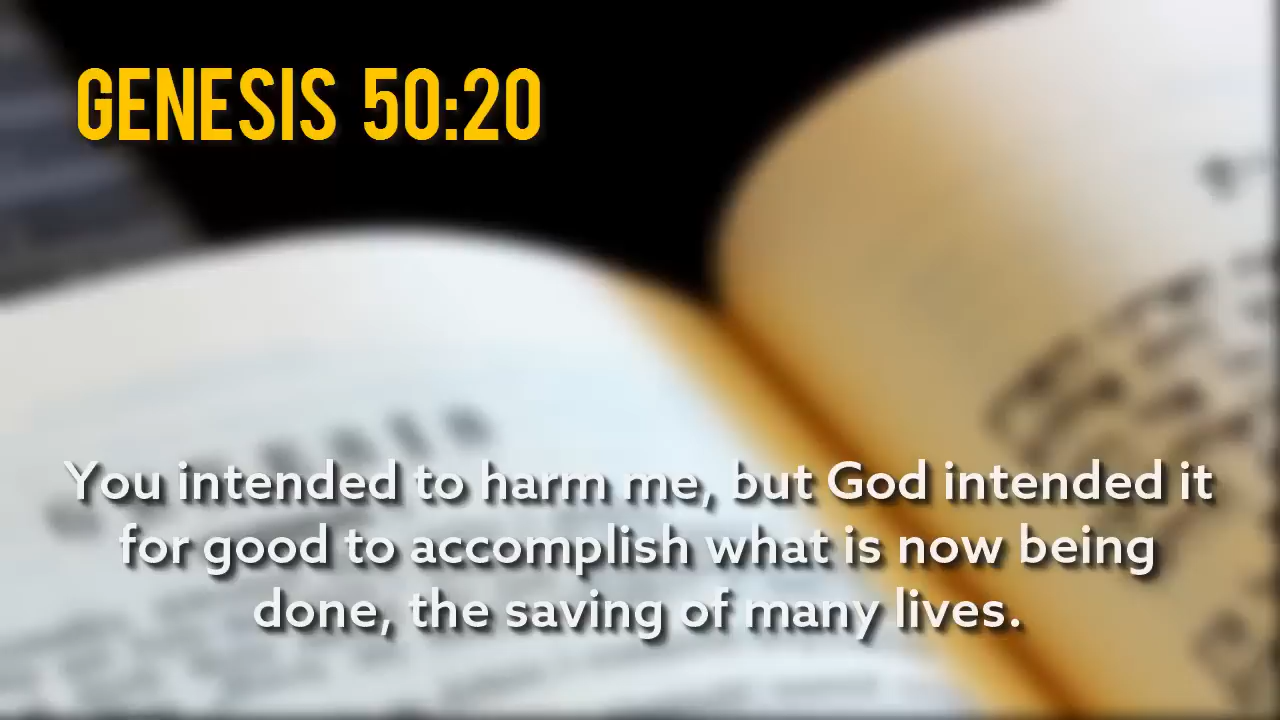 GENESIS 50:20
You intended to harm me, but God intended it
for good to accomplish what is now being
done, the saving of many lives.